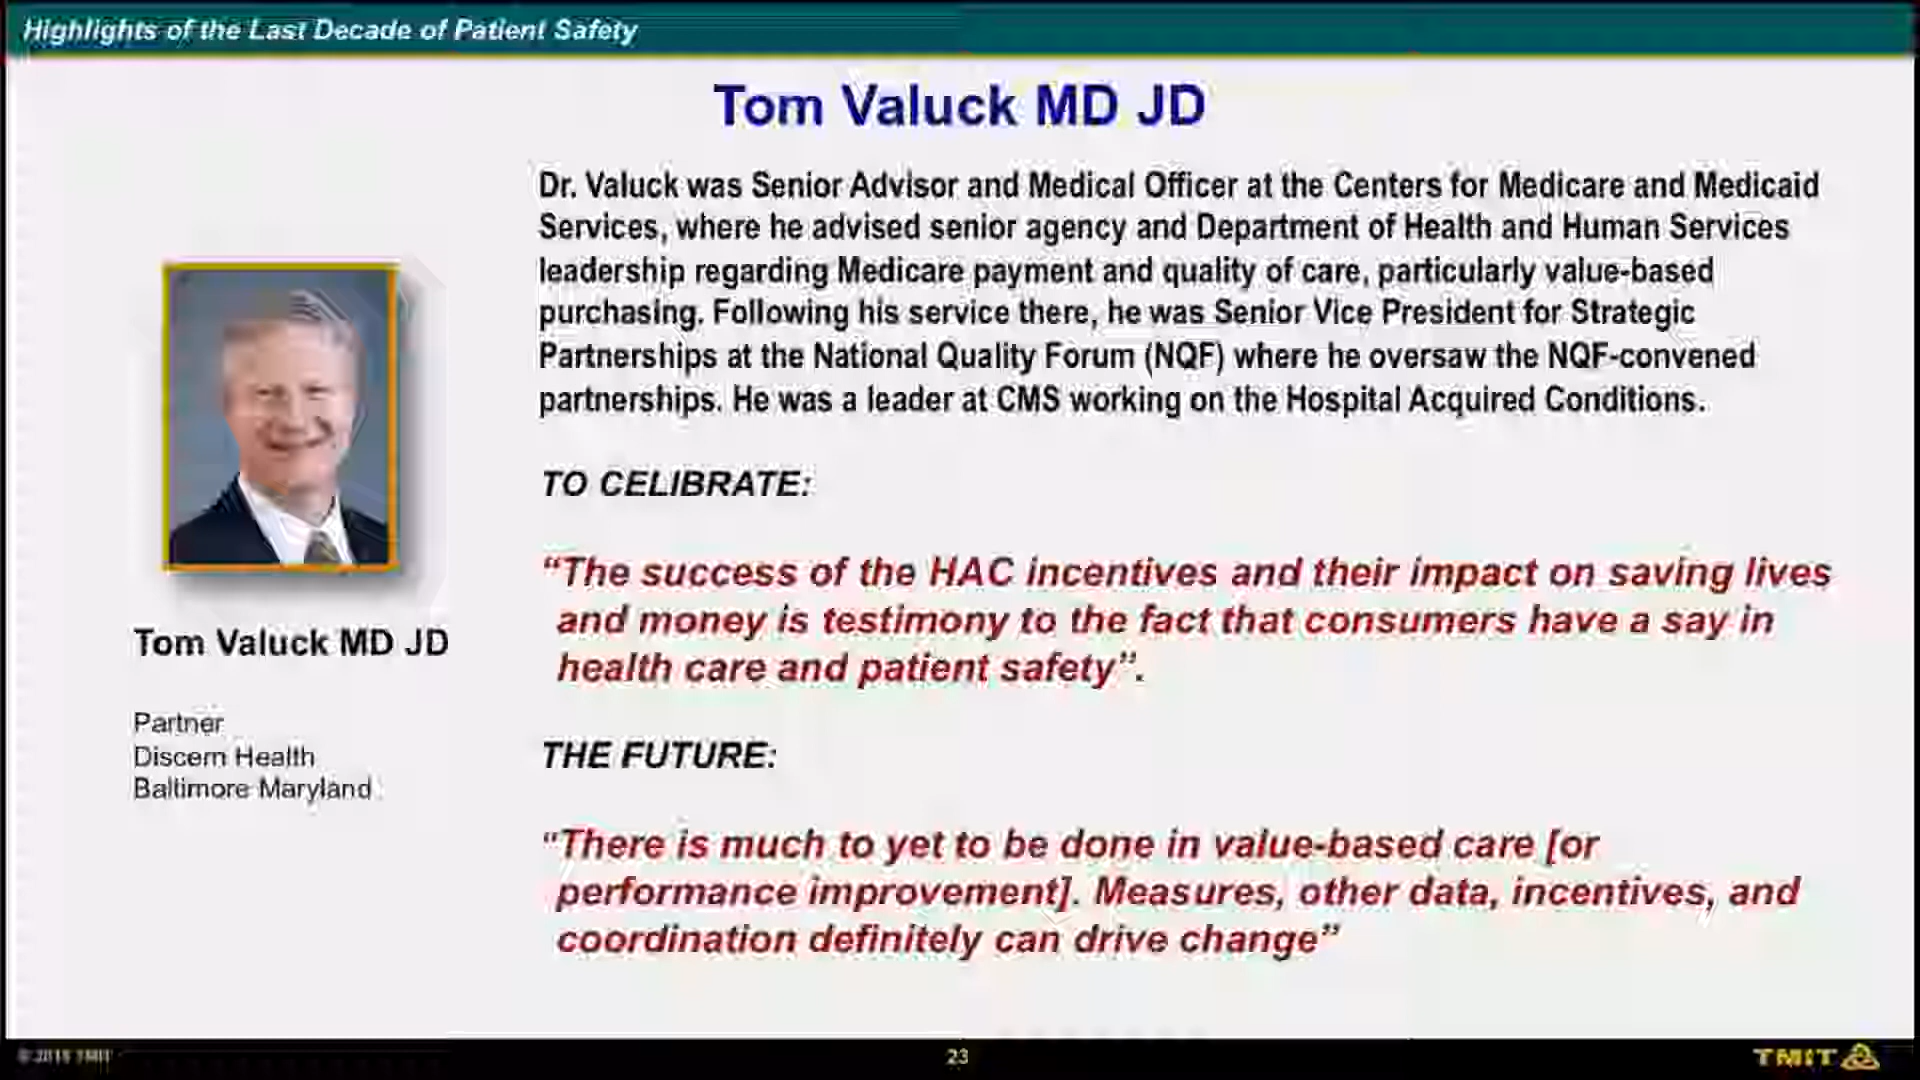 Highlights of the Last Decade of Patient Safety
Tom Valuck MD JD
Dr. Valuck was Senior Advisor and Medical Officer at the Centers for Medicare and Medicaid
Services, where he advised senior agency and Department of Health and Human Services
leadership regarding Medicare payment and quality of care, particularly value-based
purchasing. Following his service there, he was Senior Vice President for Strategic
Partnerships at the National Quality Forum (NQF) where he oversaw the NQF-convened
partnerships. He was a leader at CMS working on the Hospital Acquired Conditions.
TO CELIBRATE:
“The success of the HAC incentives and their impact on saving lives
and money is testimony to the fact that consumers have a say in
health care and patient safety”.
THE FUTURE:
“There is much to yet to be done in value-based care [or
performance improvement]. Measures, other data, incentives, and
coordination definitely can drive change”
Tom Valuck MD JD
Partner
Discern Health
Baltimore Maryland
© TMIT
23
TMIT